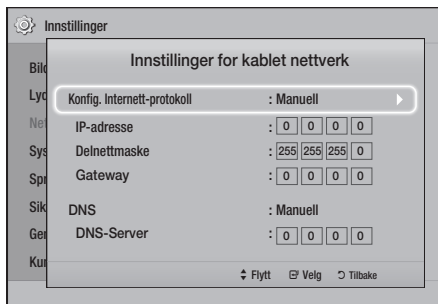 Innstillinger
Innstillinger for kablet nettverk
Bild
Lyd
Net
Sys
Spr
Sik
Gen
Kun
Konfig. Internett-protokoll : Manuell
IP-adresse : 0 0 0 0
Delnettmaske : 255 255 255 0
Gateway : 0 0 0 0
DNS : Manuell
DNS-Server : 0 0 0 0
Flytt Velg Tilbake